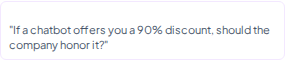 "If a chatbot offers you a 90% discount, should the
company honor it?"